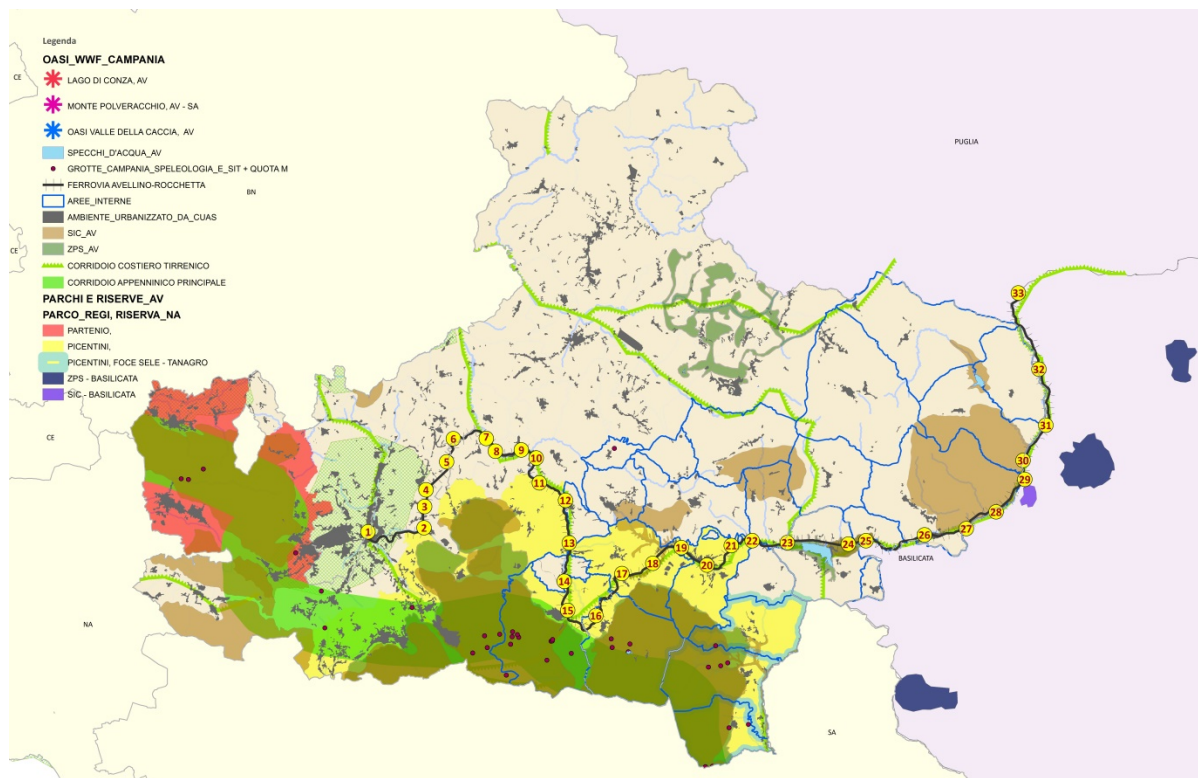 Legenda
OASI_WWF_CAMPANIA
LAGO DI CONZA, AV
MONTE POLVERACCHIO, AV - SA
OASI VALLE DELLA CACCIA, AV
SPECCHI_D'ACQUA_AV
GROTTE_CAMPANIA_SPELEOLOGIA_E_SIT + QUOTA M
FERROVIA AVELLINO-ROCCHETTA
AREE_INTERNE
AMBIENTE_URBANIZZATO_DA_CUAS
SIC_AV
ZPS_AV
CORRIDOIO COSTIERO TIRRENICO
CORRIDOIO APPENNINICO PRINCIPALE
PARCHI E RISERVE_AV
PARCO_REGI, RISERVA_NA
PARTENIO,
PICENTINI,
PICENTINI, FOCE SELE - TANAGRO
ZPS - BASILICATA
SIC - BASILICATA
CE
BN
PUGLIA
CE
CE
NA
SA
BASILICATA
1
2
3
4
5
6
7
8
9
10
11
12
13
14
15
16
17
18
19
20
21
22
23
24
25
26
27
28
29
30
31
32
33